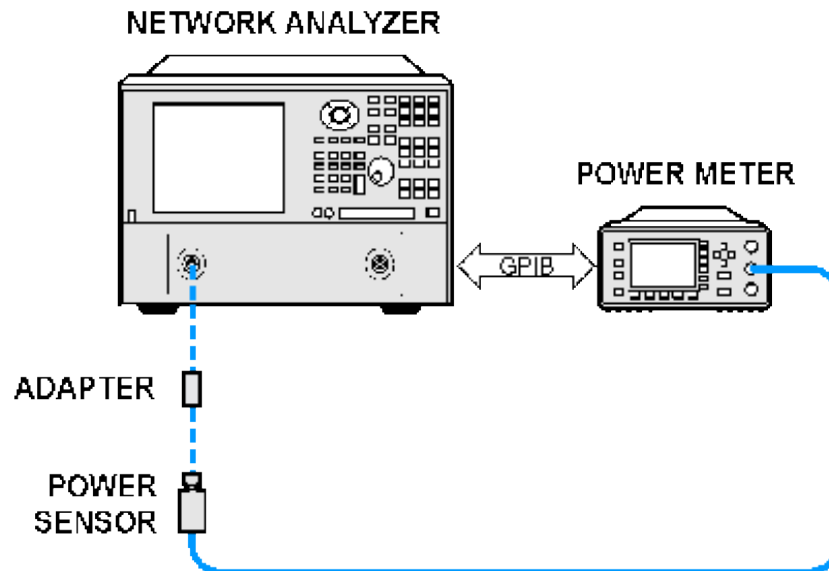 NETWORK ANALYZER
POWER METER
GPIB
ADAPTER
POWER
SENSOR